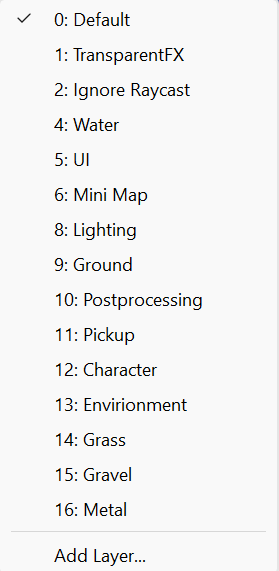 0: Default
1: TransparentFX
2: Ignore Raycast
4: Water
5: UI
6: Mini Map
8: Lighting
9: Ground
10: Postprocessing
11: Pickup
12: Character
13: Envirionment
14: Grass
15: Gravel
16: Metal
Add Layer...